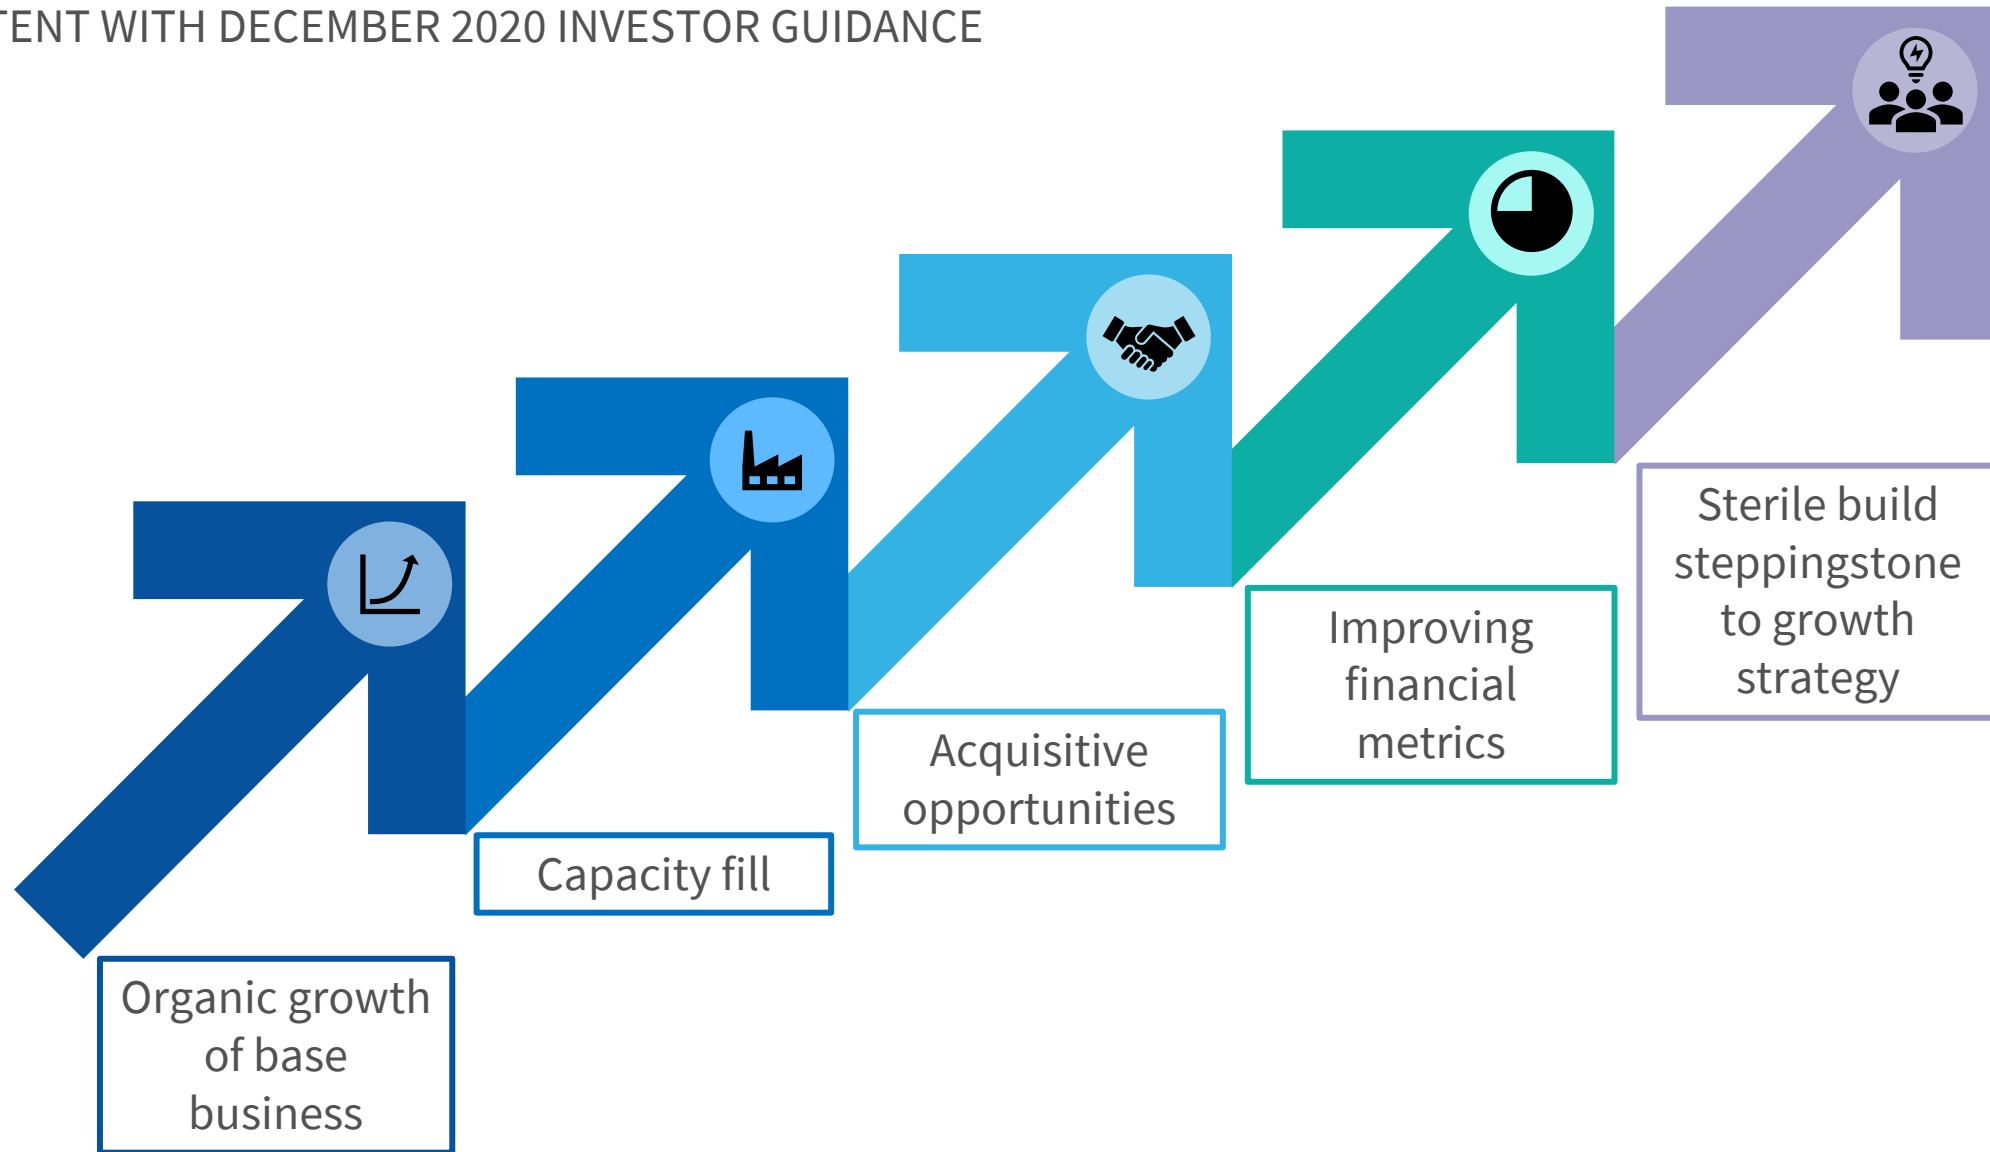 TENT WITH DECEMBER 2020 INVESTOR GUIDANCE
Organic growth
of base
business
Capacity fill
Acquisitive
opportunities
Improving
financial
metrics
Sterile build
steppingstone
to growth
strategy